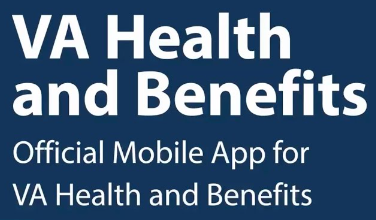 VA Health
and Benefits
Official Mobile App for
VA Health and Benefits